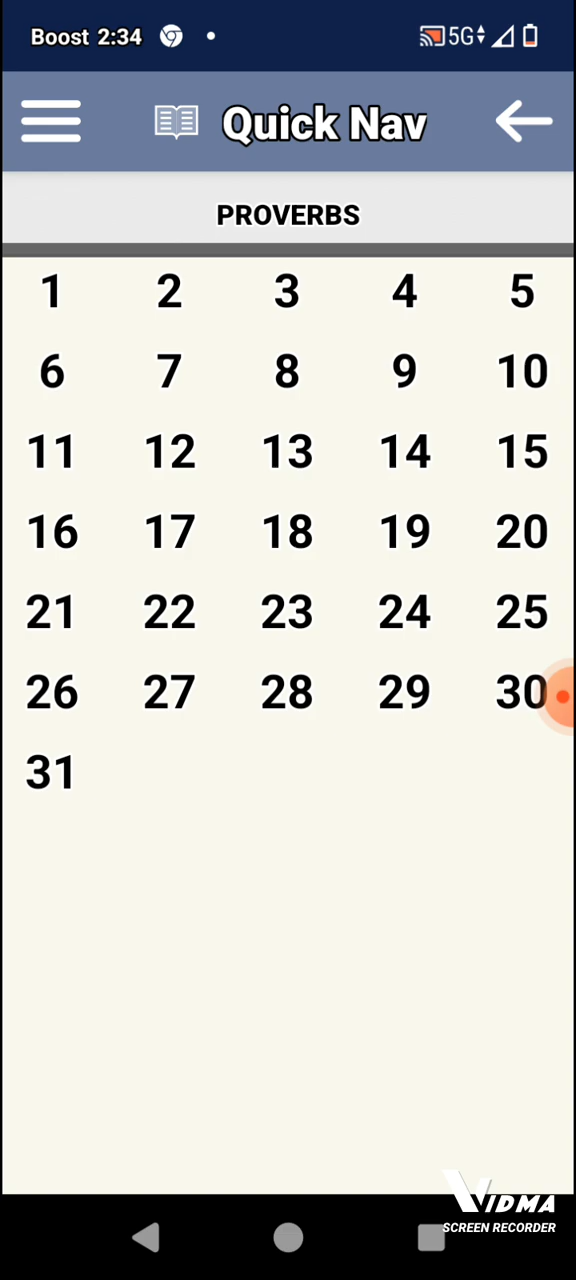 Boost 2:34 5G
Quick Nav
PROVERBS
1 2 3 4 5
6 7 8 9 10
11 12 13 14 15
16 17 18 19 20
21 22 23 24 25
26 27 28 29 30
31
VIDMA
SCREEN RECORDER